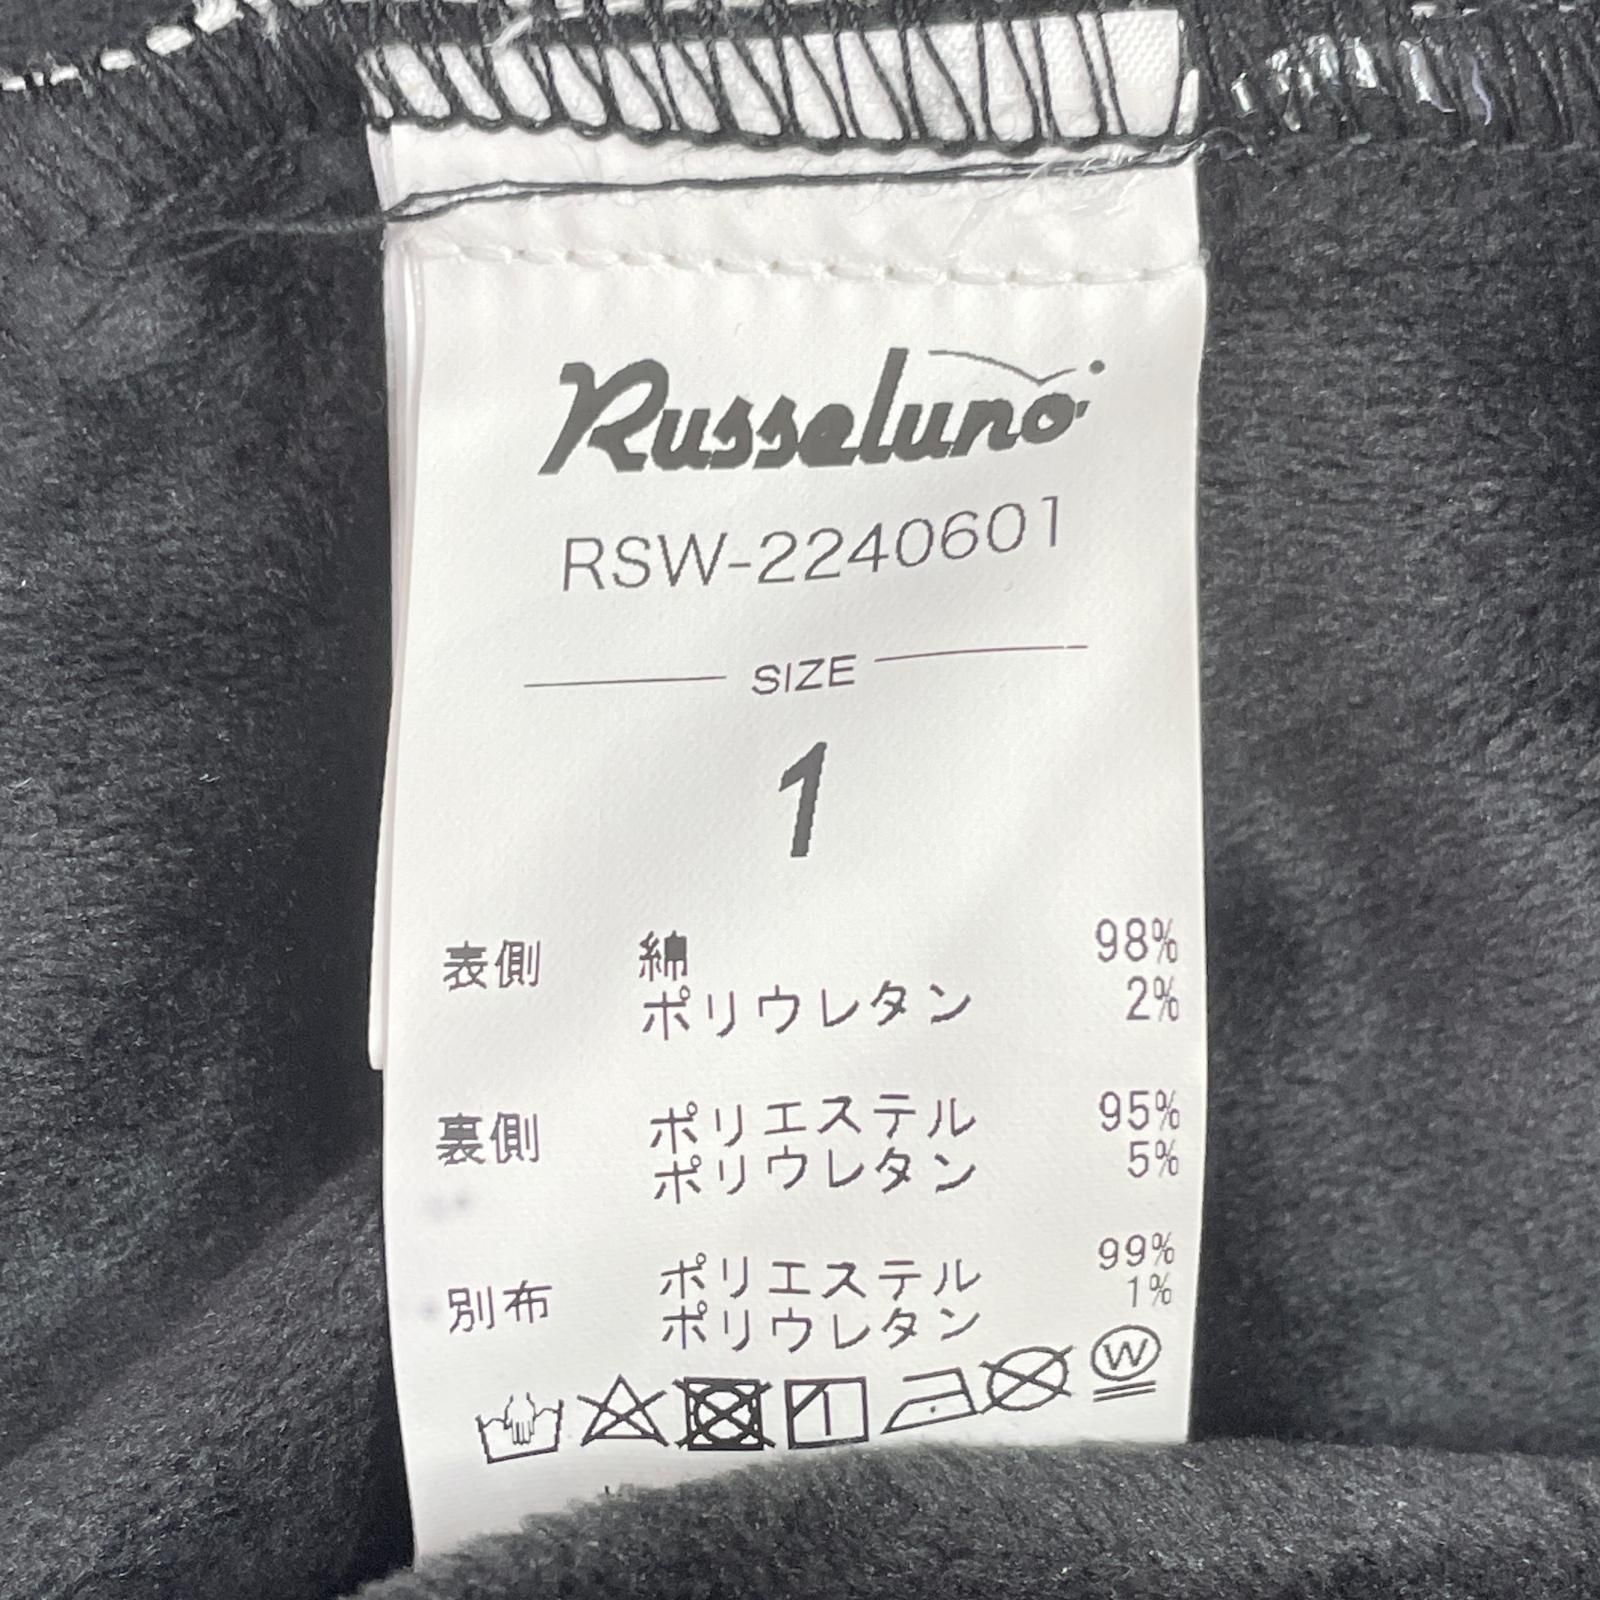 Russeluno
RSW-2240601
SIZE
1
表側 綿 98%
ポリウレタン 2%
裏側 ポリエステル 95%
ポリウレタン 5%
別布 ポリエステル 99%
ポリウレタン 1%
W